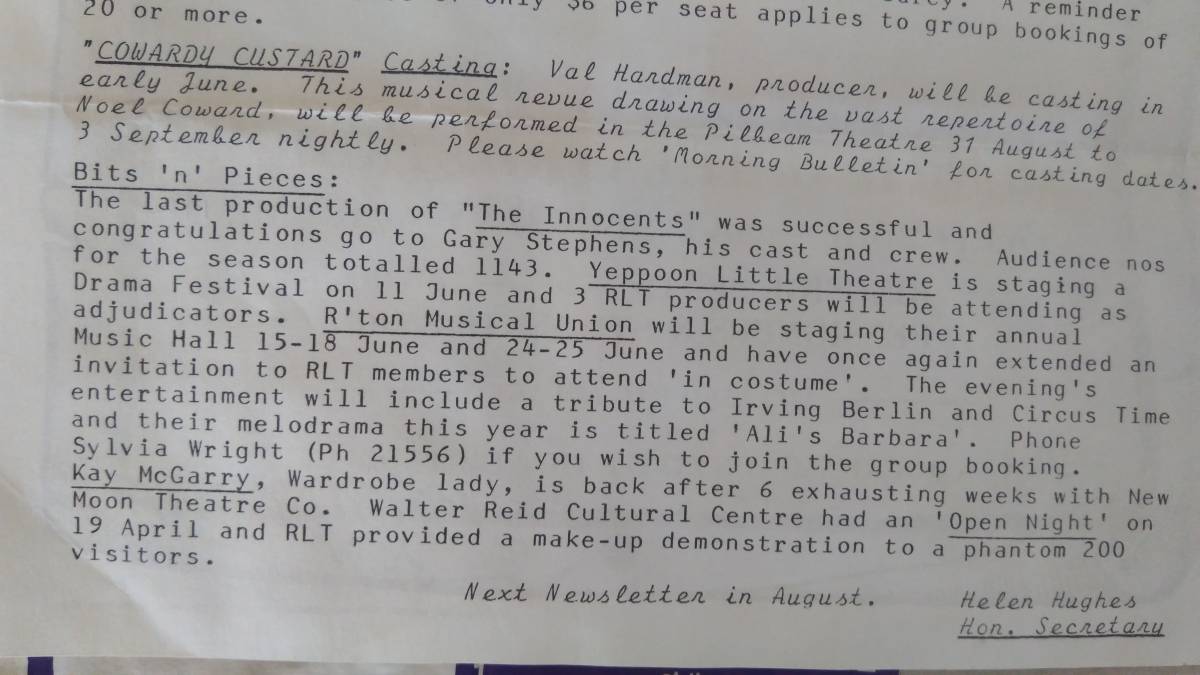 $6 per seat applies to group bookings of
A reminder
20 or more.
"COWARDY CUSTARD" Casting: Val Hardman, producer, will be casting in
early June. This musical revue drawing on the vast repertoire of
Noel Coward, will be performed in the Pilbeam Theatre 31 August to
3 September nightly. Please watch 'Morning Bulletin' for casting dates.
Bits 'n' Pieces:
The last production of "The Innocents" was successful and
congratulations go to Gary Stephens, his cast and crew. Audience nos
for the season totalled 1143. Yeppoon Little Theatre is staging a
Drama Festival on 11 June and 3 RLT producers will be attending as
adjudicators. R'ton Musical Union will be staging their annual
Music Hall 15-18 June and 24-25 June and have once again extended an
invitation to RLT members to attend 'in costume'. The evening's
entertainment will include a tribute to Irving Berlin and Circus Time
and their melodrama this year is titled 'Ali's Barbara'. Phone
Sylvia Wright (Ph 21556) if you wish to join the group booking.
Kay McGarry, Wardrobe lady, is back after 6 exhausting weeks with New
Moon Theatre Co. Walter Reid Cultural Centre had an 'Open Night' on
19 April and RLT provided a make-up demonstration to a phantom 200
visitors.
Next Newsletter in August.
Helen Hughes
Hon. Secretary